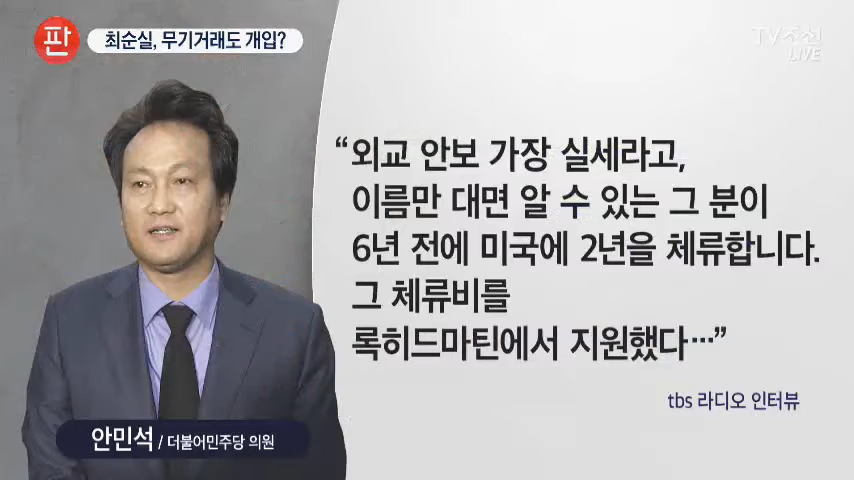 판
최순실, 무기거래도 개입?
TV조선
LIVE
“외교 안보 가장 실세라고,
이름만 대면 알 수 있는 그 분이
6년 전에 미국에 2년을 체류합니다.
그 체류비를
록히드마틴에서 지원했다…”
tbs 라디오 인터뷰
안민석 / 더불어민주당 의원